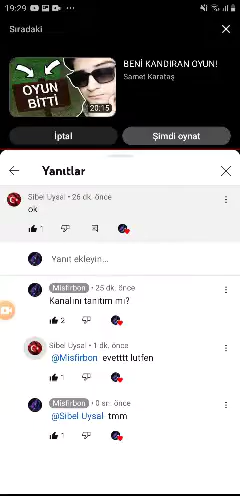 19:29
Sıradaki
BENİ KANDIRAN OYUN!
Samet Karataş
OYUN
BİTTİ
20:15
İptal
Şimdi oynat
Yanıtlar
Sibel Uysal • 26 dk. önce
ok
1
Yanıt ekleyin...
Misfirbon • 25 dk. önce
Kanalını tanıtım mı?
2
Sibel Uysal • 1 dk. önce
@Misfirbon evetttt lutfen
1
Misfirbon • 0 sn. önce
@Sibel Uysal tmm
1